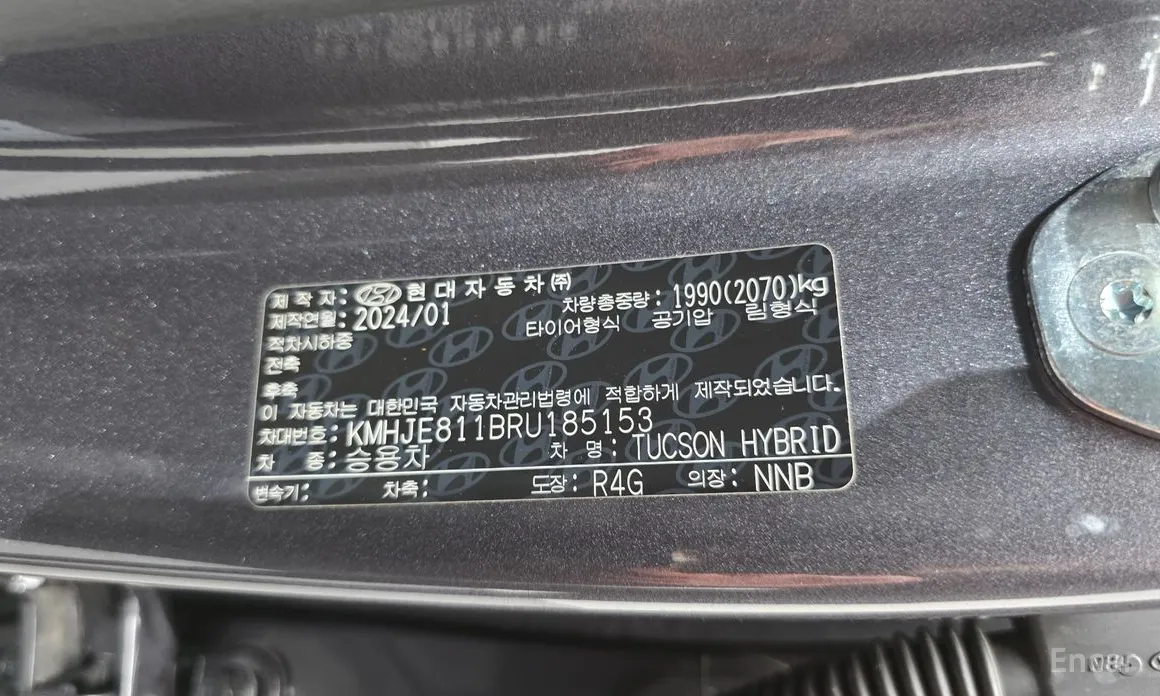 제 작 자: 현대자동차㈜
제작연월: 2024/01 차량총중량: 1990(2070)kg
적차시하중 타이어형식 공기압 림형식
전축
후축
이 자동차는 대한민국 자동차관리법령에 적합하게 제작되었습니다.
차대번호: KMHJE811BRU185153
차 종: 승용차 차 명: TUCSON HYBRID
변속기: 차축: 도장: R4G 의장: NNB